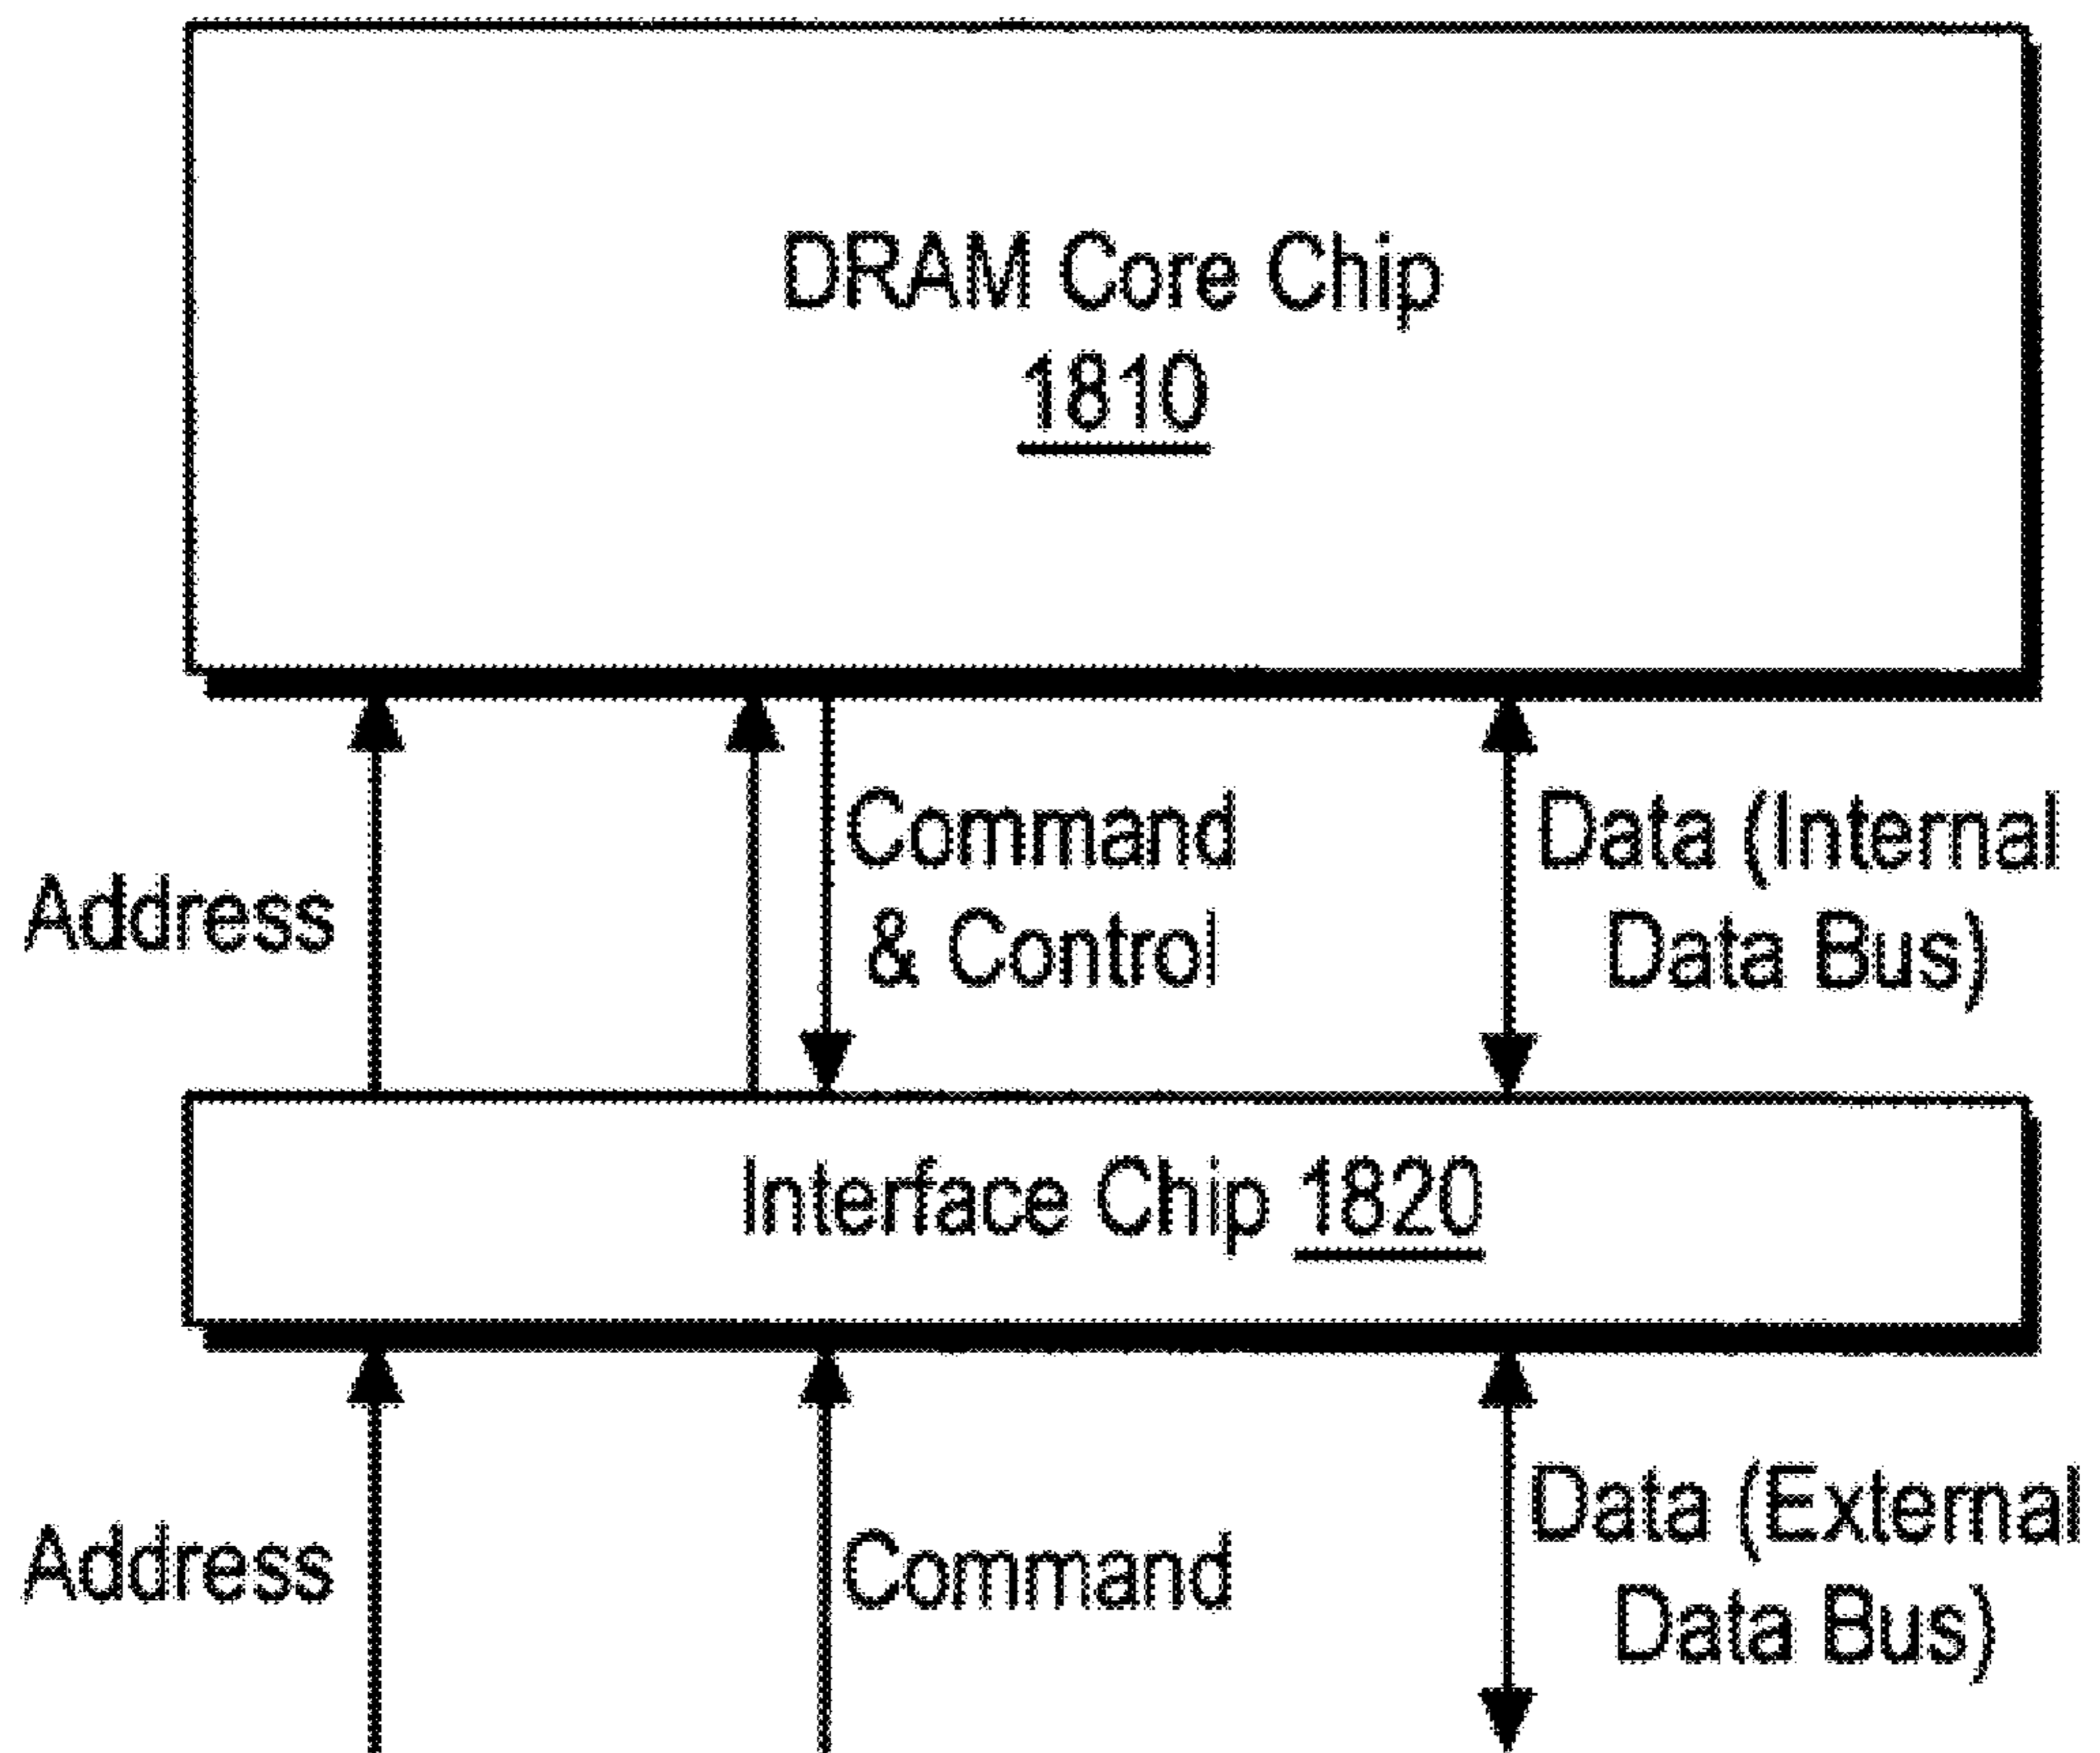 DRAM Core Chip
1810
Address
Command
& Control
Data (Internal
Data Bus)
Interface Chip 1820
Address
Command
Data (External
Data Bus)